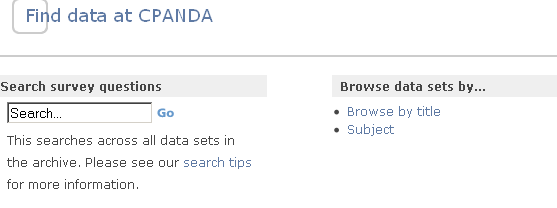 Find data at CPANDA
Search survey questions
Search... Go
This searches across all data sets in
the archive. Please see our search tips
for more information.
Browse data sets by...
Browse by title
Subject